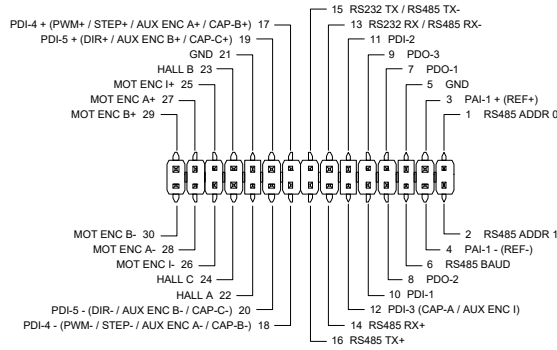 15 RS232 TX / RS485 TX-
PDI-4 + (PWM+ / STEP+ / AUX ENC A+ / CAP-B+) 17
13 RS232 RX / RS485 RX-
PDI-5 + (DIR+ / AUX ENC B+ / CAP-C+) 19
11 PDI-2
GND 21
9 PDO-3
HALL B 23
7 PDO-1
MOT ENC I+ 25
5 GND
MOT ENC A+ 27
3 PAI-1 + (REF+)
MOT ENC B+ 29
1 RS485 ADDR 0
MOT ENC B- 30
2 RS485 ADDR 1
MOT ENC A- 28
4 PAI-1 - (REF-)
MOT ENC I- 26
6 RS485 BAUD
HALL C 24
8 PDO-2
HALL A 22
10 PDI-1
PDI-5 - (DIR- / AUX ENC B- / CAP-C-) 20
12 PDI-3 (CAP-A / AUX ENC I)
PDI-4 - (PWM- / STEP- / AUX ENC A- / CAP-B-) 18
14 RS485 RX+
16 RS485 TX+